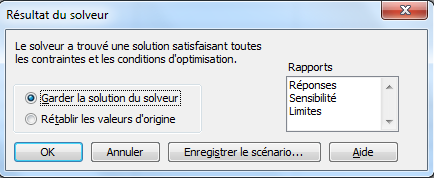 Résultat du solveur
Le solveur a trouvé une solution satisfaisant toutes
les contraintes et les conditions d'optimisation.
Rapports
Réponses
Sensibilité
Limites
Garder la solution du solveur
Rétablir les valeurs d'origine
OK
Annuler
Enregistrer le scénario...
Aide